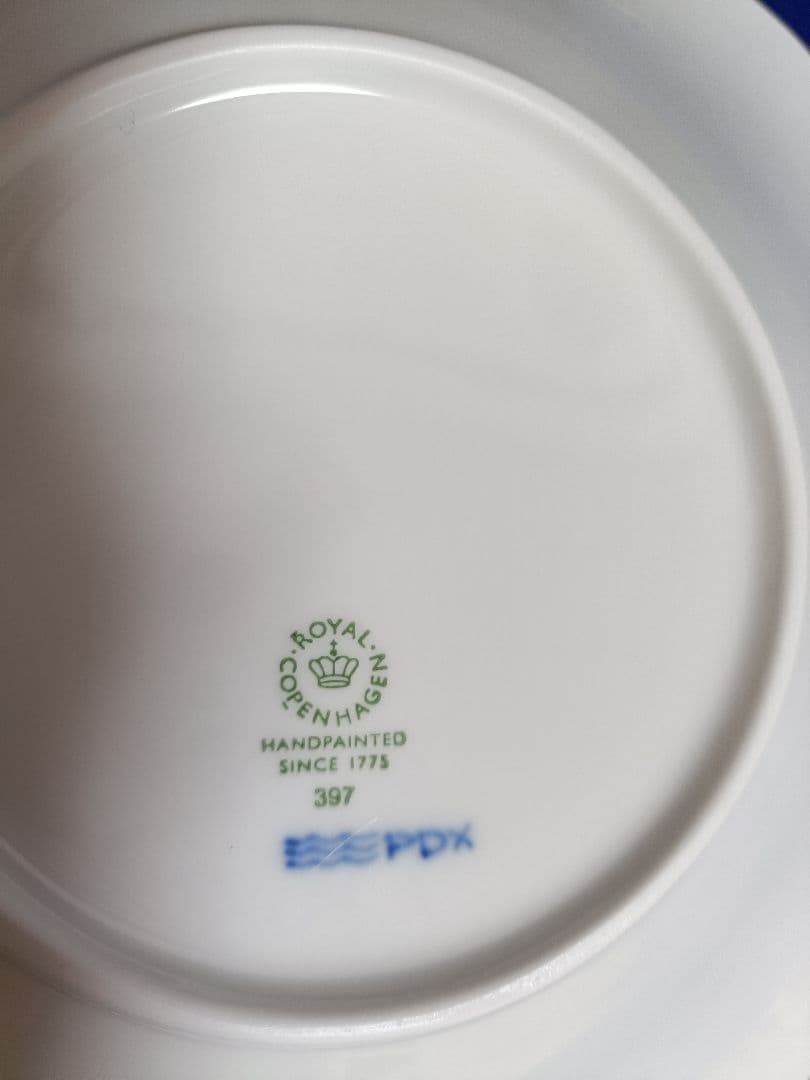 ROYAL
COPENHAGEN
HANDPAINTED
SINCE 1775
397
PDX